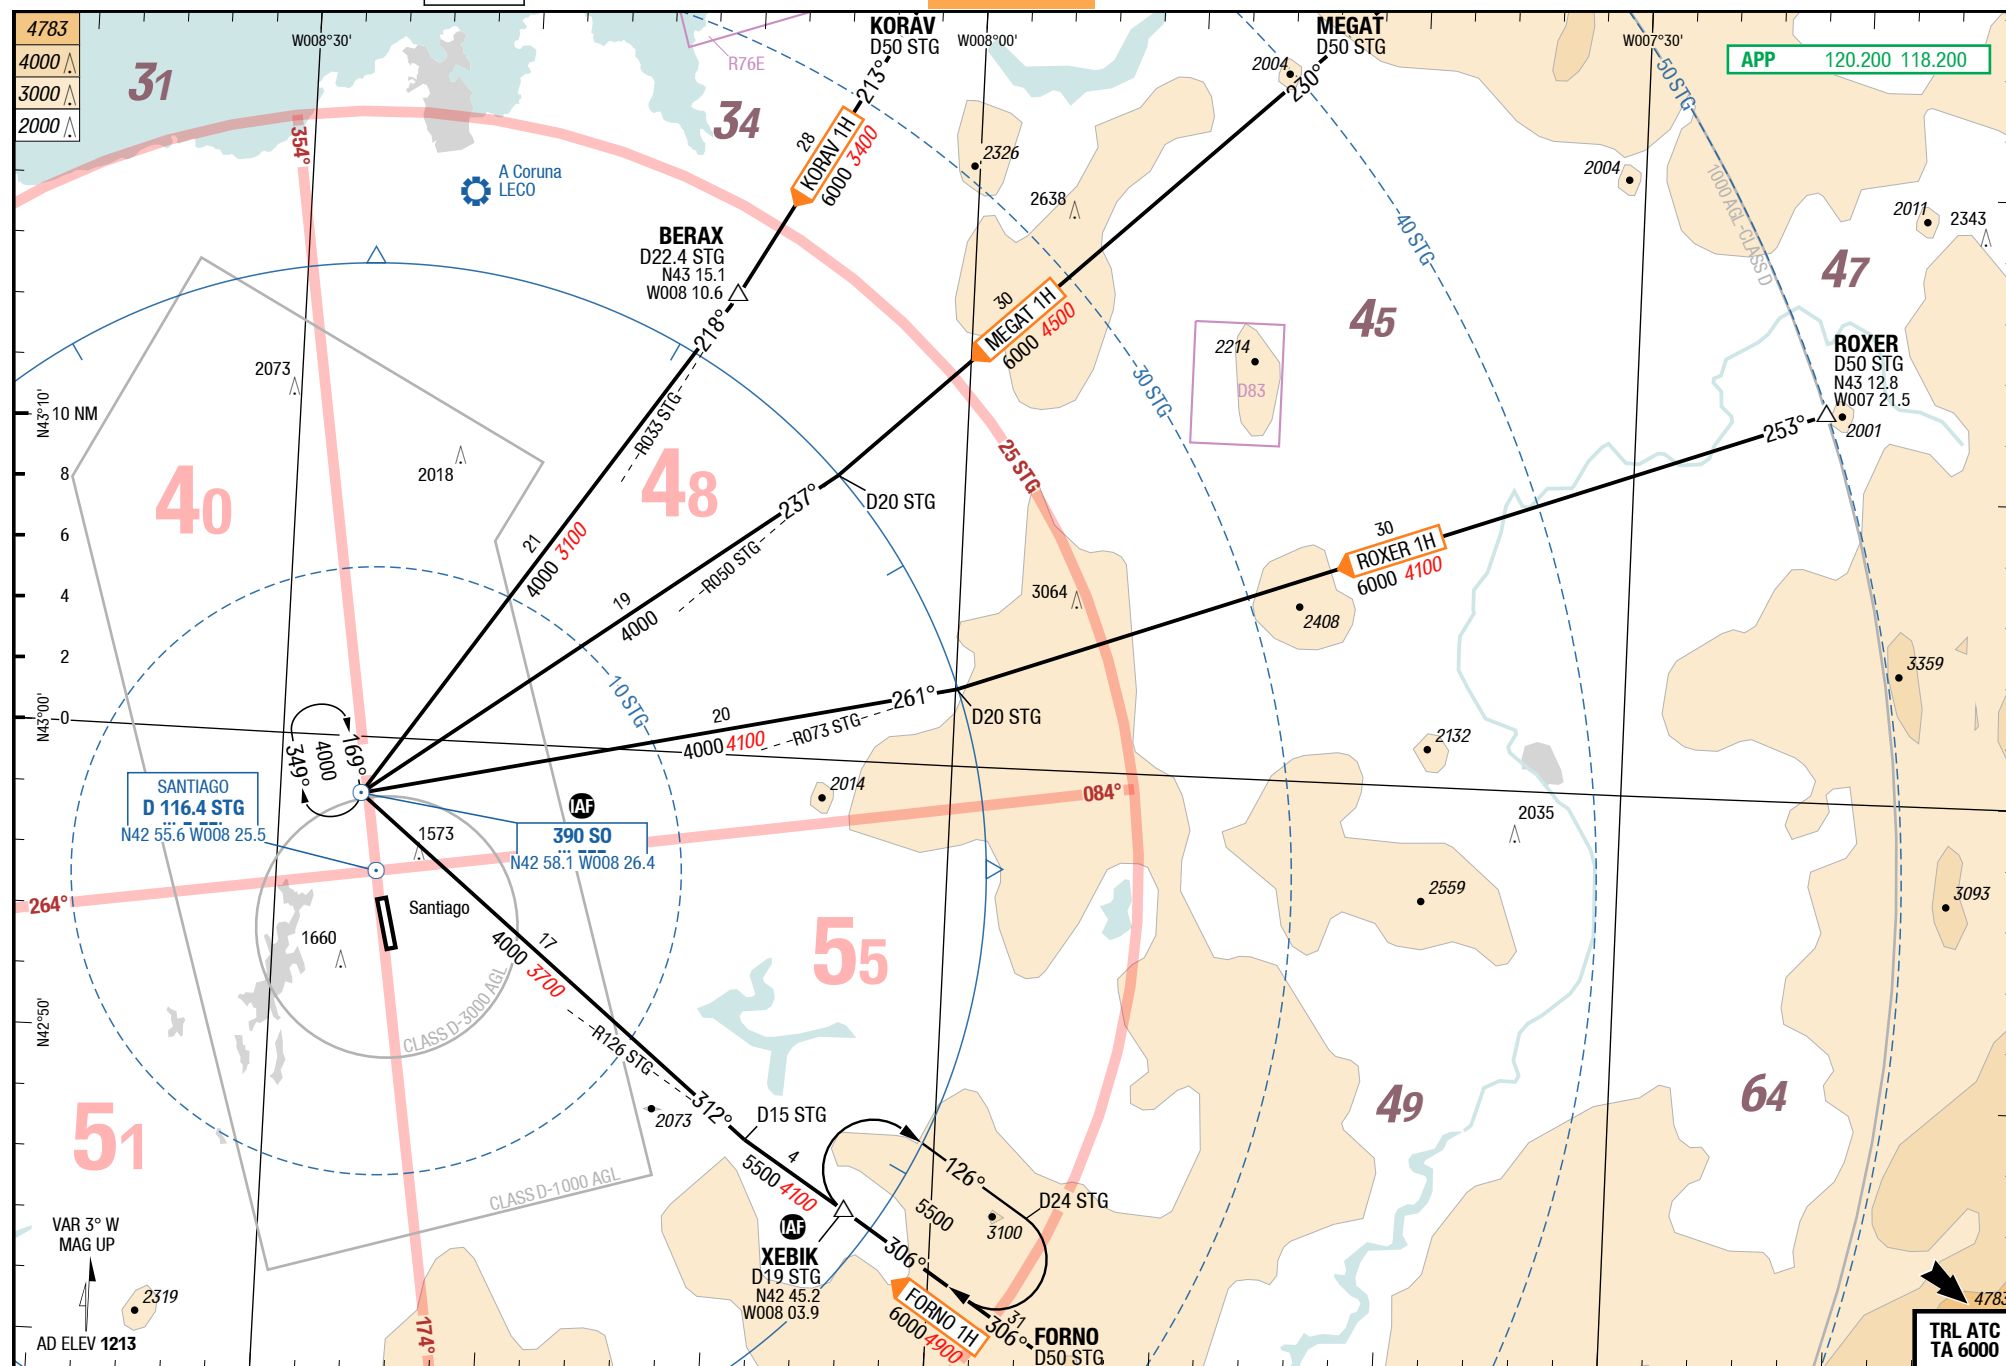 4783
4000
3000
2000
31
W008°30'
R76E
34
KORAV
D50 STG
W008°00'
MEGAT
D50 STG
W007°30'
APP 120.200 118.200
213°
230°
2004
50 STG
354°
A Coruna
LECO
28
KORAV 1H
6000 3400
2326
2638
2004
1000 AGL-CLASS D
2011
2343
47
40 STG
45
BERAX
D22.4 STG
N43 15.1
W008 10.6
218°
30
MEGAT 1H
6000 4500
2214
D83
30 STG
ROXER
D50 STG
N43 12.8
W007 21.5
2001
253°
2073
N43°10'
10 NM
8
6
4
2
0
N43°00'
N42°50'
2018
40
R033 STG
48
25 STG
237°
D20 STG
21
4000 3100
R050 STG
19
4000
30
ROXER 1H
6000 4100
3064
2408
3359
10 STG
261°
D20 STG
20
4000 4100
R073 STG
2132
169°
4000
349°
SANTIAGO
D 116.4 STG
N42 55.6 W008 25.5
IAF
390 SO
N42 58.1 W008 26.4
1573
2014
084°
2035
264°
Santiago
1660
2559
3093
17
4000 3700
CLASS D-3000 AGL
55
R126 STG
312°
D15 STG
2073
51
49
64
4
5500 4100
126°
D24 STG
5500
3100
CLASS D-1000 AGL
IAF
XEBIK
D19 STG
N42 45.2
W008 03.9
306°
FORNO 1H
6000 4900
31
306°
FORNO
D50 STG
VAR 3° W
MAG UP
2319
AD ELEV 1213
174°
4783
TRL ATC
TA 6000